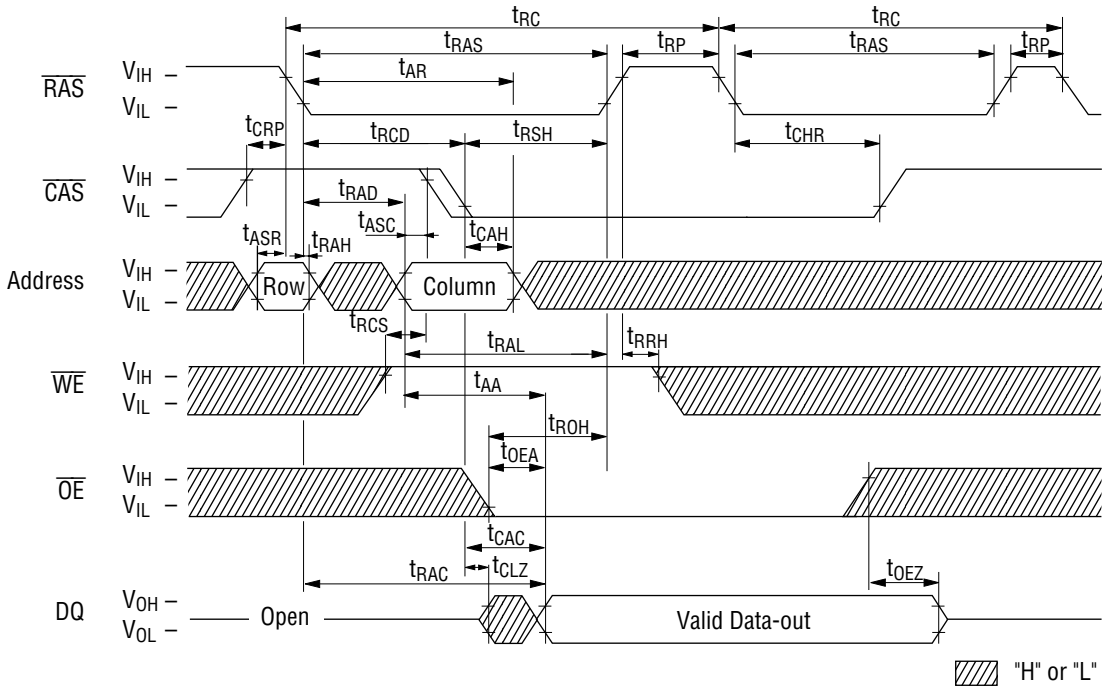 tRC tRC
tRAS tRP tRAS tRP
tAR
RAS VIH –
VIL –
tCRP tRCD tRSH tCHR
CAS VIH –
VIL –
tRAD
tASC tCAH
tASR tRAH
Address VIH –
VIL –
Row Column
tRCS tRAL tRRH
WE VIH –
VIL –
tAA
tROH
tOEA
OE VIH –
VIL –
tCAC
tRAC tCLZ tOEZ
DQ VOH –
VOL –
Open Valid Data-out
"H" or "L"